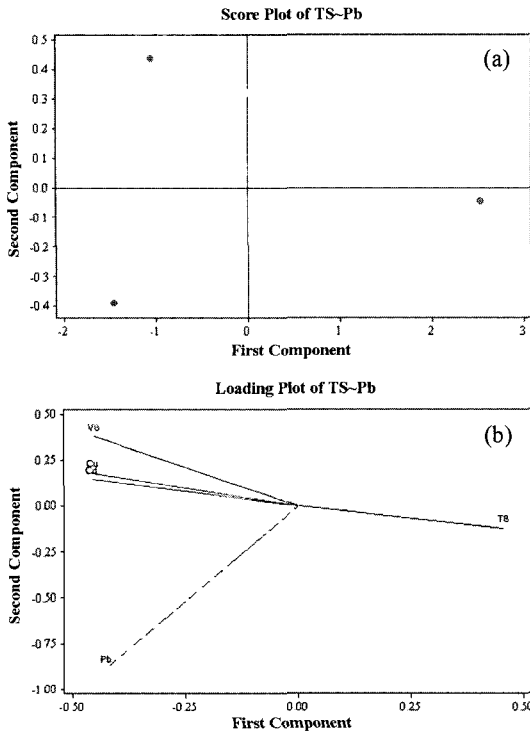 Score Plot of TS~Pb
(a)
0.5
0.4
0.3
0.2
0.1
0.0
-0.1
-0.2
-0.3
-0.4
Second Component
-2
-1
0
1
2
3
First Component
Loading Plot of TS~Pb
(b)
0.50
0.25
0.00
-0.25
-0.50
-0.75
-1.00
Second Component
VS
Cu
Cd
TS
Pb
-0.50
-0.25
0.00
0.25
0.50
First Component